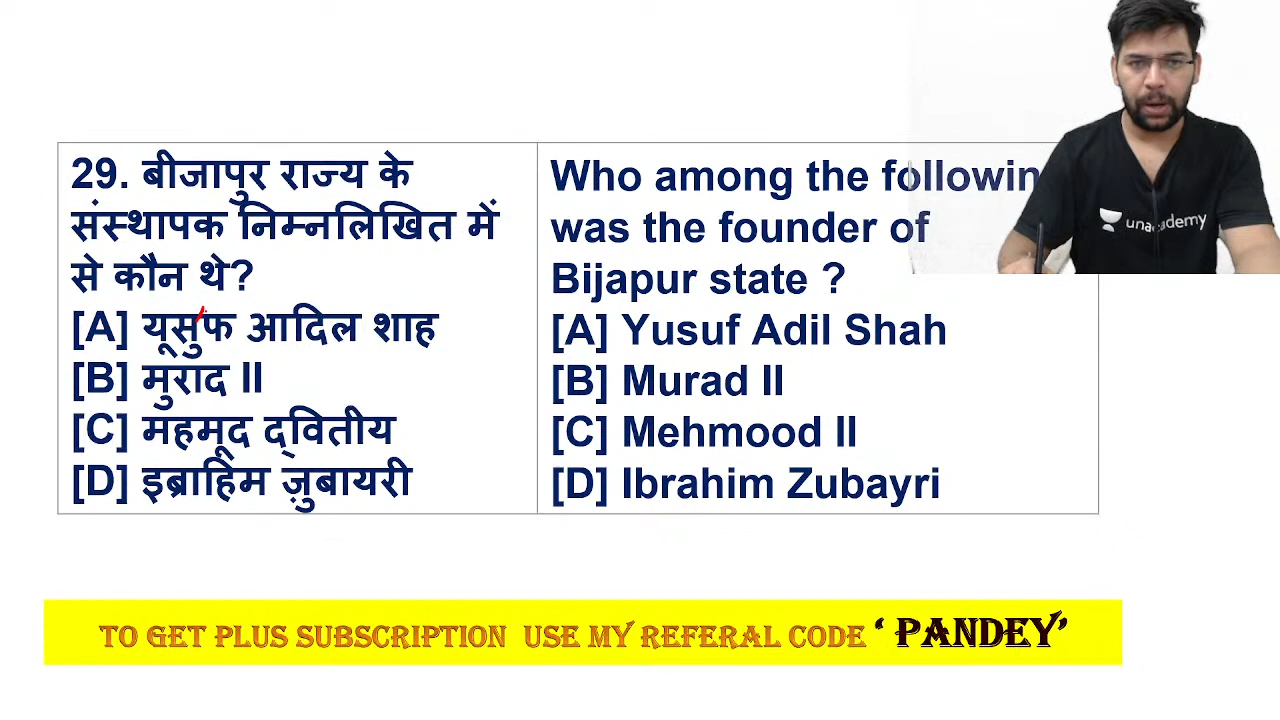 29. बीजापुर राज्य के
संस्थापक निम्नलिखित में
से कौन थे?
[A] यूसुफ आदिल शाह
[B] मुराद II
[C] महमूद द्वितीय
[D] इब्राहिम ज़ुबायरी
Who among the followin
was the founder of
Bijapur state ?
[A] Yusuf Adil Shah
[B] Murad II
[C] Mehmood II
[D] Ibrahim Zubayri
unacademy
TO GET PLUS SUBSCRIPTION USE MY REFERAL CODE ‘ PANDEY’